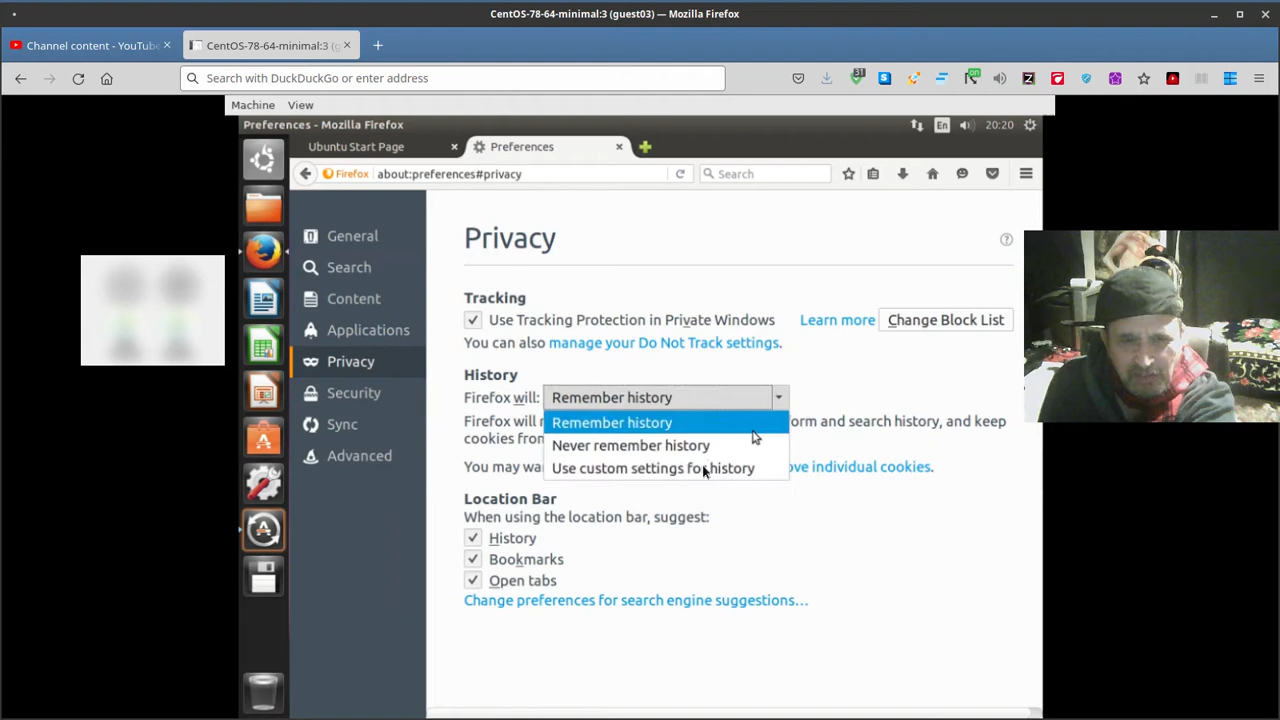 CentOS-78-64-minimal:3 (guest03) — Mozilla Firefox
Channel content - YouTube
CentOS-78-64-minimal:3 (g
Search with DuckDuckGo or enter address
31
on
Machine View
Preferences - Mozilla Firefox
En 20:20
Ubuntu Start Page
Preferences
Firefox about:preferences#privacy
Search
General
Search
Content
Applications
Privacy
Security
Sync
Advanced
Privacy
Tracking
Use Tracking Protection in Private Windows Learn more Change Block List
You can also manage your Do Not Track settings.
History
Firefox will: Remember history
Remember history
Never remember history
Use custom settings for history
Firefox will orm and search history, and keep
cookies from
You may wa ove individual cookies.
Location Bar
When using the location bar, suggest:
History
Bookmarks
Open tabs
Change preferences for search engine suggestions…